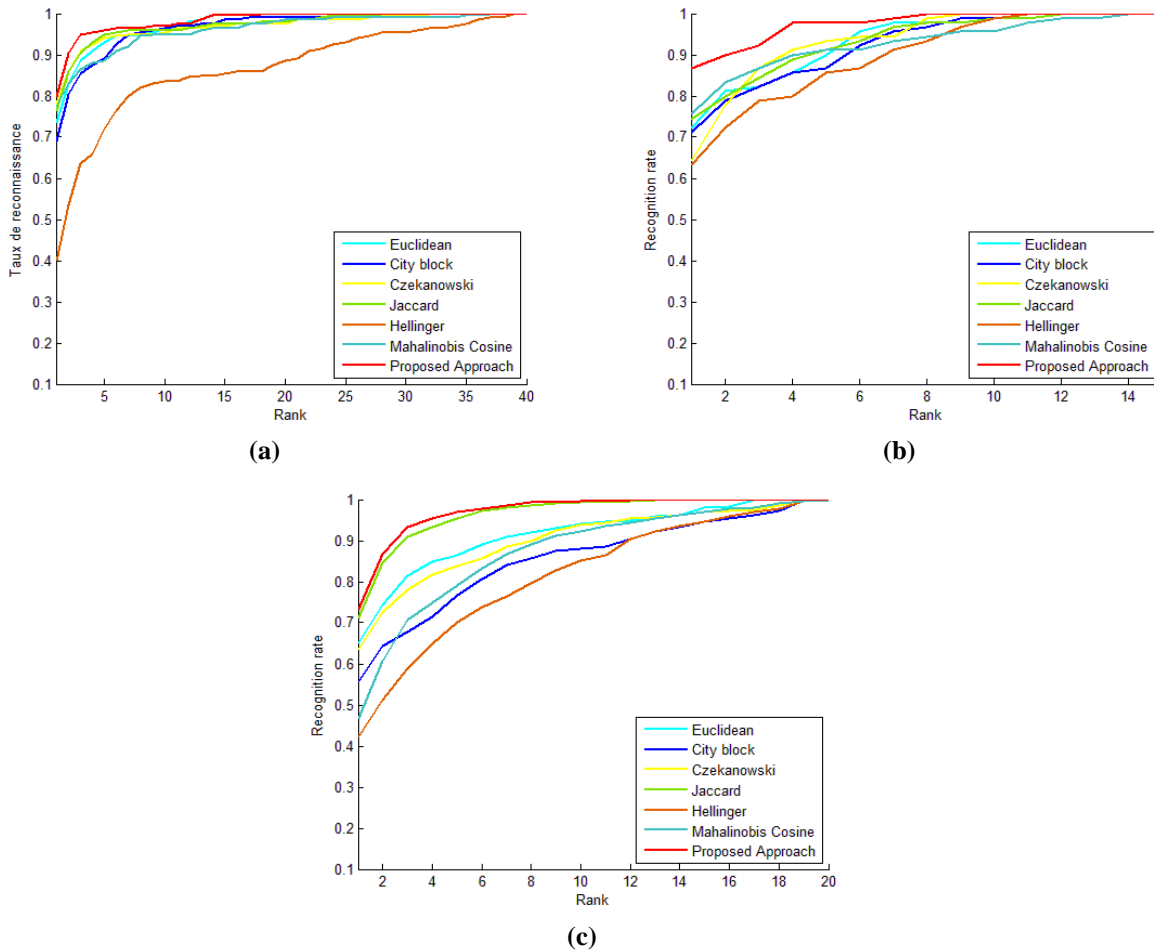 1
0.9
0.8
0.7
0.6
0.5
0.4
0.3
0.2
0.1
Taux de reconnaissance
5 10 15 20 25 30 35 40
Rank
Euclidean
City block
Czekanowski
Jaccard
Hellinger
Mahalinobis Cosine
Proposed Approach
(a)
1
0.9
0.8
0.7
0.6
0.5
0.4
0.3
0.2
0.1
Recognition rate
2 4 6 8 10 12 14
Rank
Euclidean
City block
Czekanowski
Jaccard
Hellinger
Mahalinobis Cosine
Proposed Approach
(b)
1
0.9
0.8
0.7
0.6
0.5
0.4
0.3
0.2
0.1
Recognition rate
2 4 6 8 10 12 14 16 18 20
Rank
Euclidean
City block
Czekanowski
Jaccard
Hellinger
Mahalinobis Cosine
Proposed Approach
(c)